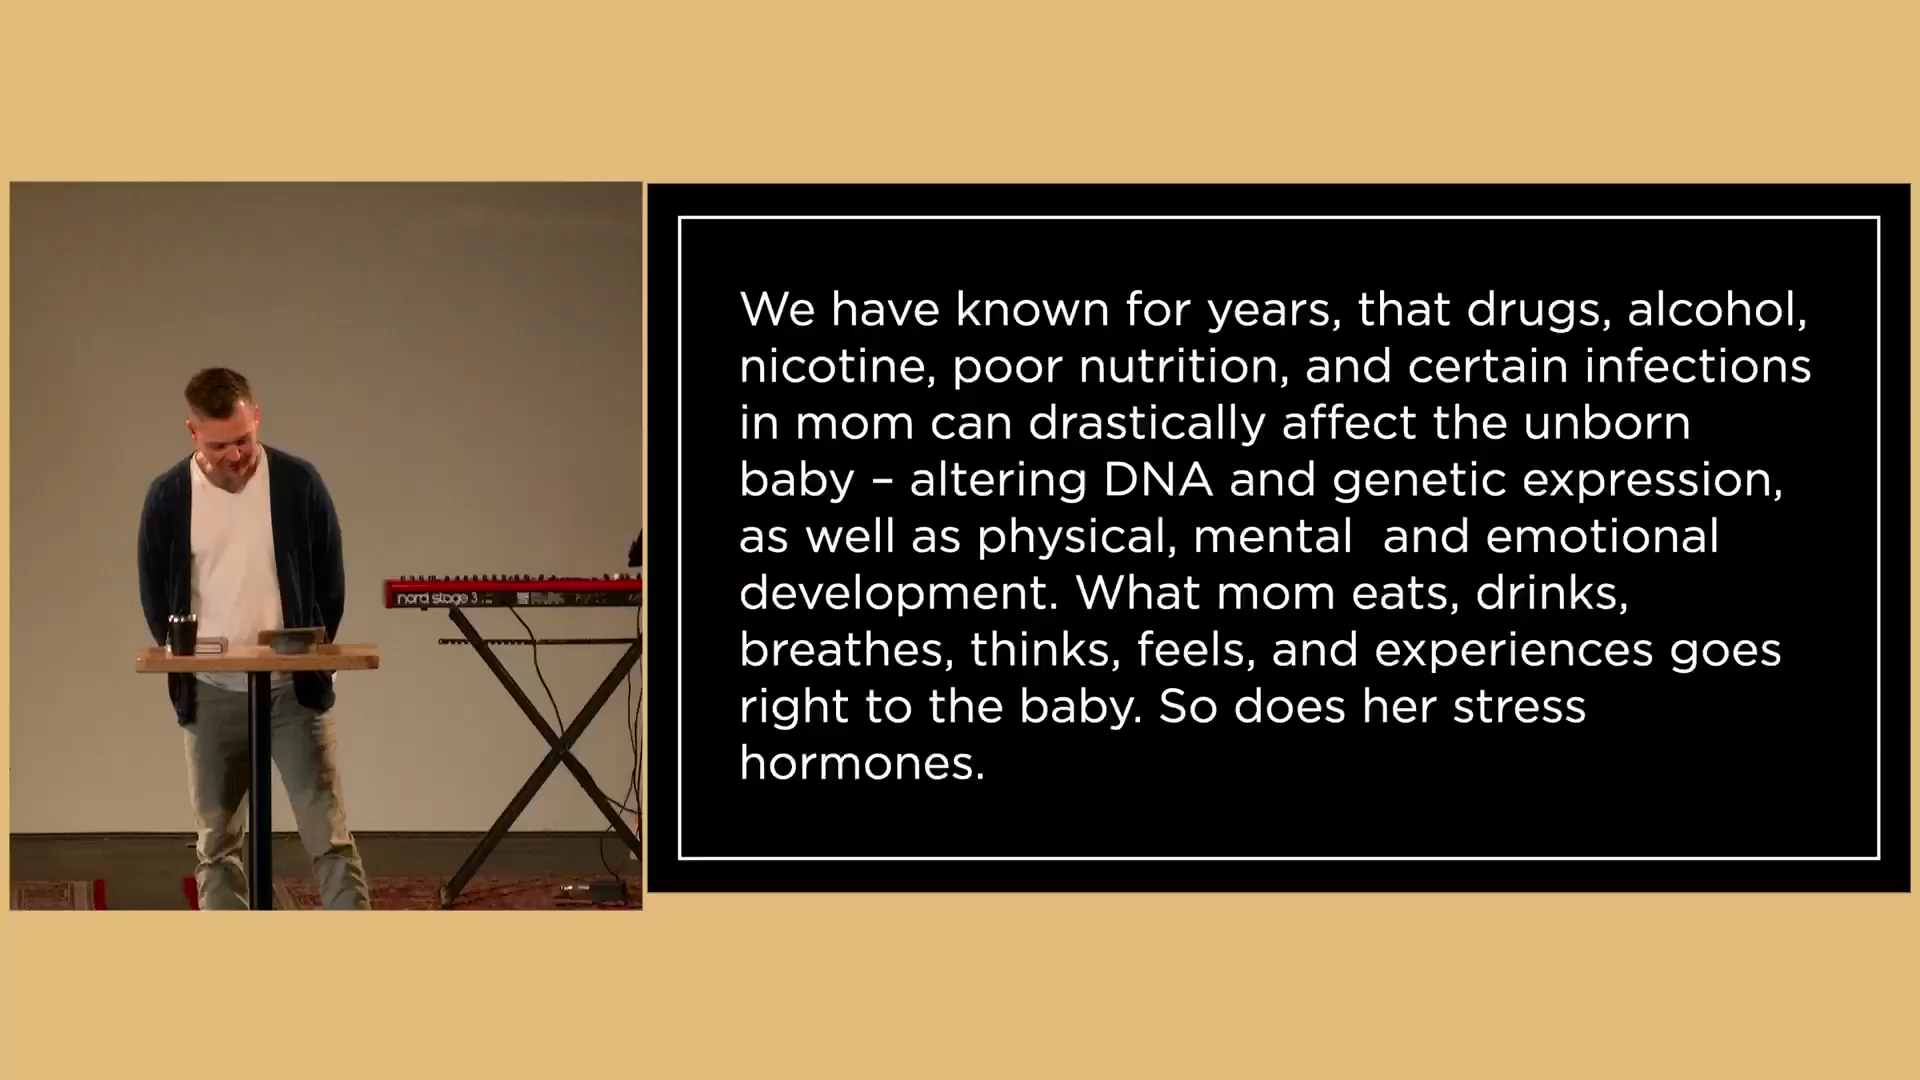 nord stage 3
We have known for years, that drugs, alcohol,
nicotine, poor nutrition, and certain infections
in mom can drastically affect the unborn
baby – altering DNA and genetic expression,
as well as physical, mental  and emotional
development. What mom eats, drinks,
breathes, thinks, feels, and experiences goes
right to the baby. So does her stress
hormones.